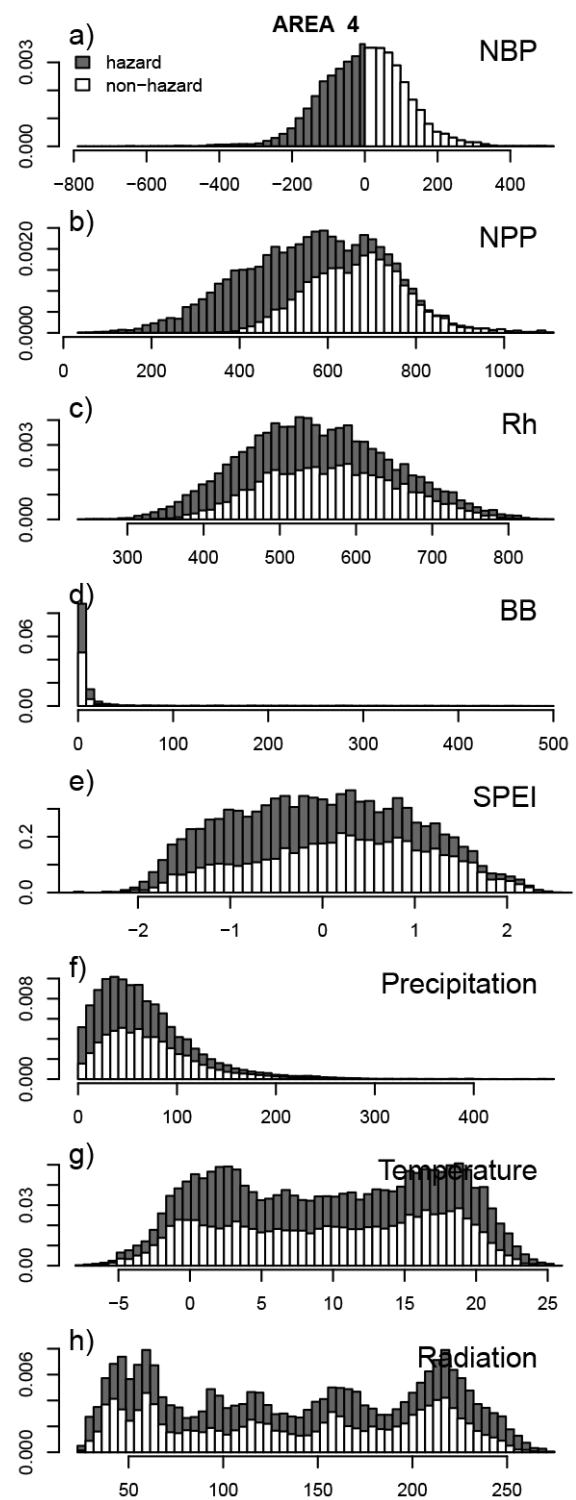 AREA 4
a)
NBP
hazard
non−hazard
0.003
0.000
−800 −600 −400 −200 0 200 400
b)
NPP
0.0020
0.0000
0 200 400 600 800 1000
c)
Rh
0.003
0.000
300 400 500 600 700 800
d)
BB
0.06
0.00
0 100 200 300 400 500
e)
SPEI
0.2
0.0
−2 −1 0 1 2
f)
Precipitation
0.008
0.000
0 100 200 300 400
g)
Temperature
0.03
0.00
−5 0 5 10 15 20 25
h)
Radiation
0.006
0.000
50 100 150 200 250